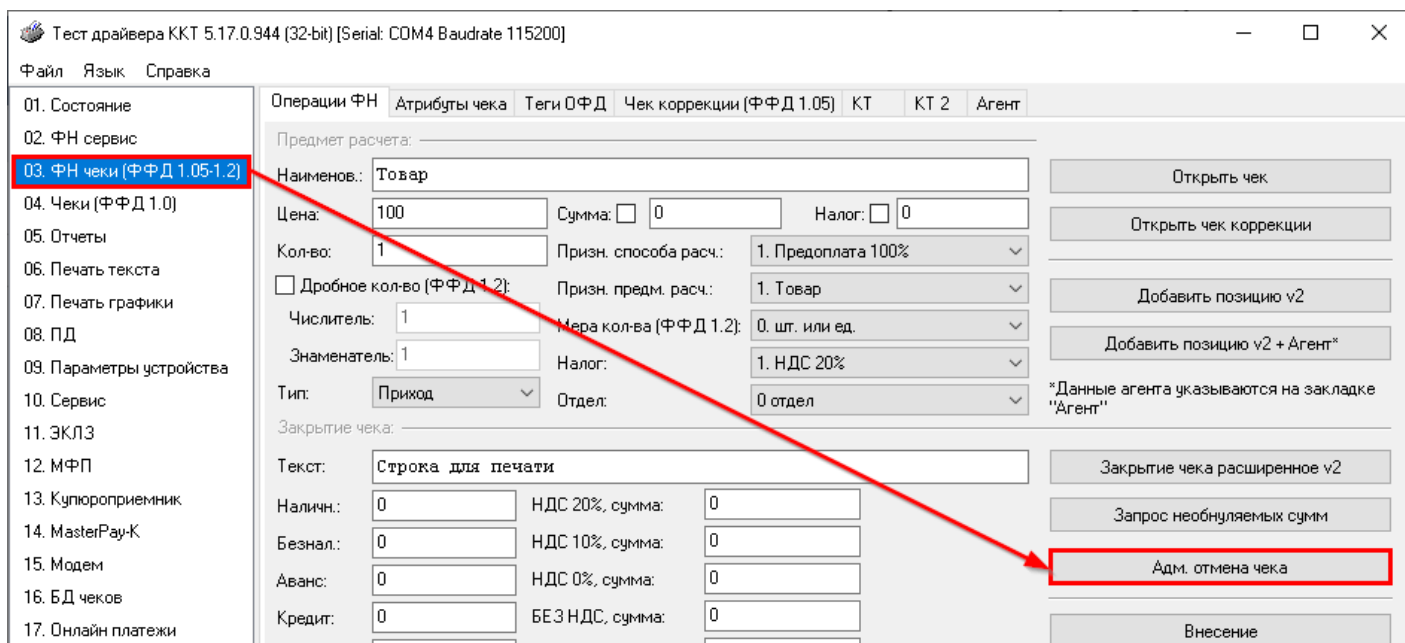 Тест драйвера ККТ 5.17.0.944 (32-bit) [Serial: COM4 Baudrate 115200]
Файл Язык Справка
01. Состояние
02. ФН сервис
03. ФН чеки (ФФД 1.05-1.2)
04. Чеки (ФФД 1.0)
05. Отчеты
06. Печать текста
07. Печать графики
08. ПД
09. Параметры устройства
10. Сервис
11. ЭКЛЗ
12. МФП
13. Купюроприемник
14. MasterPay-K
15. Модем
16. БД чеков
17. Онлайн платежи
Операции ФН Атрибуты чека Теги ОФД Чек коррекции (ФФД 1.05) КТ КТ 2 Агент
Предмет расчета:
Наименов.: Товар
Цена: 100 Сумма: 0 Налог: 0
Кол-во: 1 Призн. способа расч.: 1. Предоплата 100%
Дробное кол-во (ФФД 1.2): Призн. предм. расч.: 1. Товар
Числитель: 1 Мера кол-ва (ФФД 1.2): 0. шт. или ед.
Знаменатель: 1 Налог: 1. НДС 20%
Тип: Приход Отдел: 0 отдел
Закрытие чека:
Текст: Строка для печати
Наличн.: 0 НДС 20%, сумма: 0
Безнал.: 0 НДС 10%, сумма: 0
Аванс: 0 НДС 0%, сумма: 0
Кредит: 0 БЕЗ НДС, сумма: 0
Открыть чек
Открыть чек коррекции
Добавить позицию v2
Добавить позицию v2 + Агент*
*Данные агента указываются на закладке
"Агент"
Закрытие чека расширенное v2
Запрос необнуляемых сумм
Адм. отмена чека
Внесение